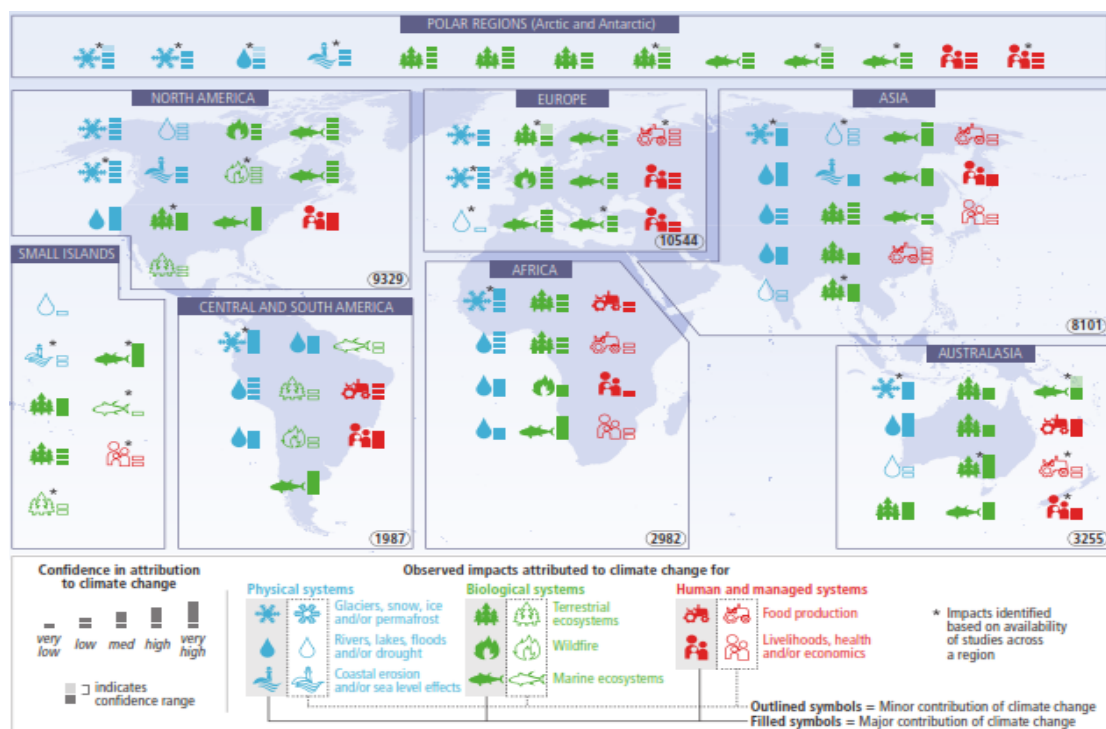 POLAR REGIONS (Arctic and Antarctic)
NORTH AMERICA
EUROPE
ASIA
10544
SMALL ISLANDS
9329
AFRICA
CENTRAL AND SOUTH AMERICA
8101
AUSTRALASIA
1987
2982
3255
Confidence in attribution
to climate change
very
low
low
med
high
very
high
indicates
confidence range
Observed impacts attributed to climate change for
Physical systems
Glaciers, snow, ice
and/or permafrost
Rivers, lakes, floods
and/or drought
Coastal erosion
and/or sea level effects
Biological systems
Terrestrial
ecosystems
Wildfire
Marine ecosystems
Human and managed systems
Food production
Livelihoods, health
and/or economics
* Impacts identified
based on availability
of studies across
a region
Outlined symbols = Minor contribution of climate change
Filled symbols = Major contribution of climate change